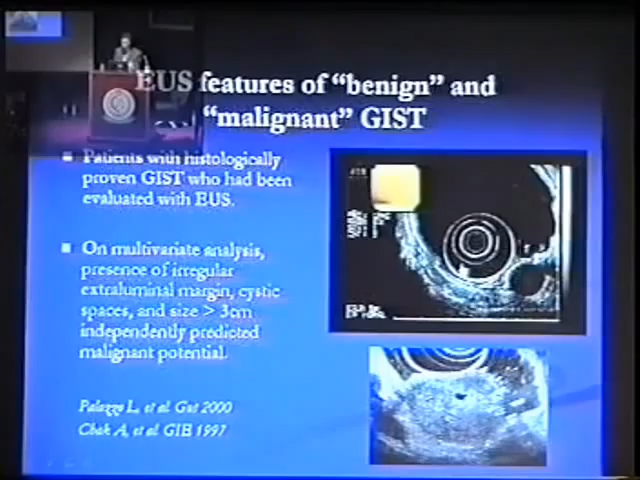 EUS features of "benign" and
"malignant" GIST
Patients with histologically
proven GIST who had been
evaluated with EUS.
On multivariate analysis,
presence of irregular
extraluminal margin, cystic
spaces, and size > 3cm
independently predicted
malignant potential.
Palazzo L, et al Gut 2000
Chak A, et al GIE 1997